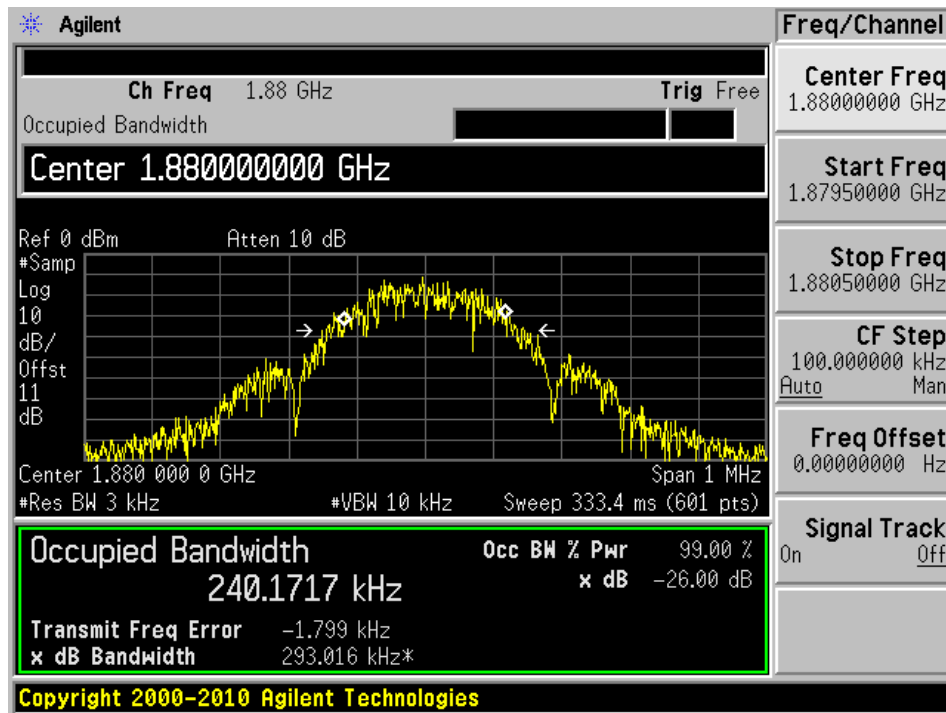 Agilent
Ch Freq 1.88 GHz Trig Free
Occupied Bandwidth
Center 1.880000000 GHz
Ref 0 dBm Atten 10 dB
#Samp
Log
10
dB/
Offst
11
dB
Center 1.880 000 0 GHz Span 1 MHz
#Res BW 3 kHz #VBW 10 kHz Sweep 333.4 ms (601 pts)
Occupied Bandwidth Occ BW % Pwr 99.00 %
240.1717 kHz x dB -26.00 dB
Transmit Freq Error -1.799 kHz
x dB Bandwidth 293.016 kHz*
Copyright 2000-2010 Agilent Technologies
Freq/Channel
Center Freq
1.88000000 GHz
Start Freq
1.87950000 GHz
Stop Freq
1.88050000 GHz
CF Step
100.000000 kHz
Auto Man
Freq Offset
0.00000000 Hz
Signal Track
On Off